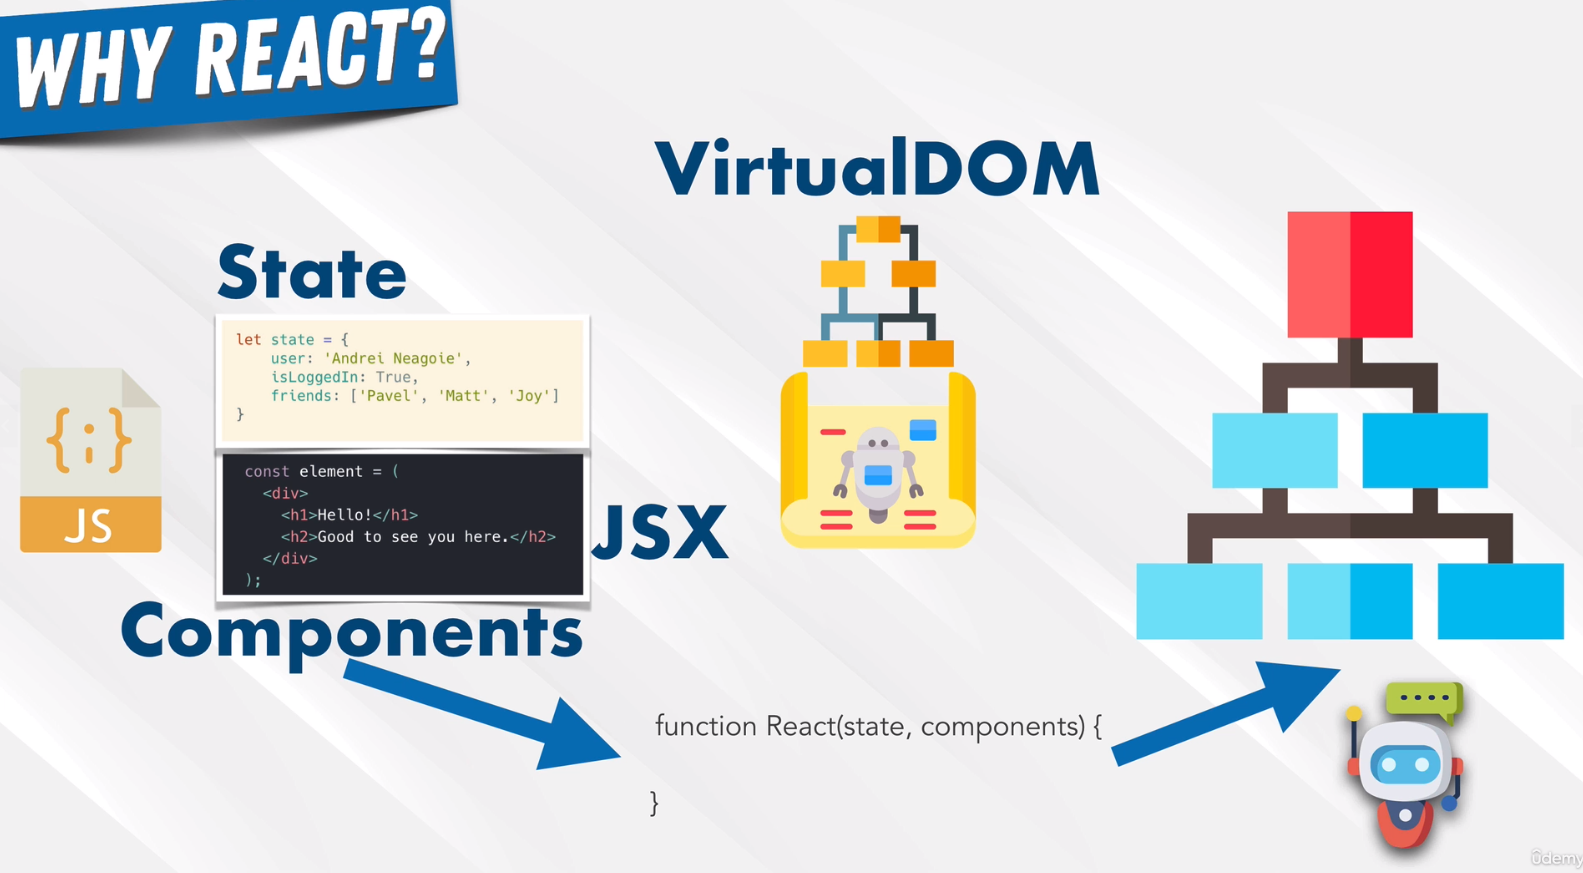 WHY REACT?
VirtualDOM
State
let state = {
user: 'Andrei Neagoie',
isLoggedIn: True,
friends: ['Pavel', 'Matt', 'Joy']
}
{;}
JS
const element = (
<div>
<h1>Hello!</h1>
<h2>Good to see you here.</h2>
</div>
);
JSX
Components
function React(state, components) {
}
ûdemy